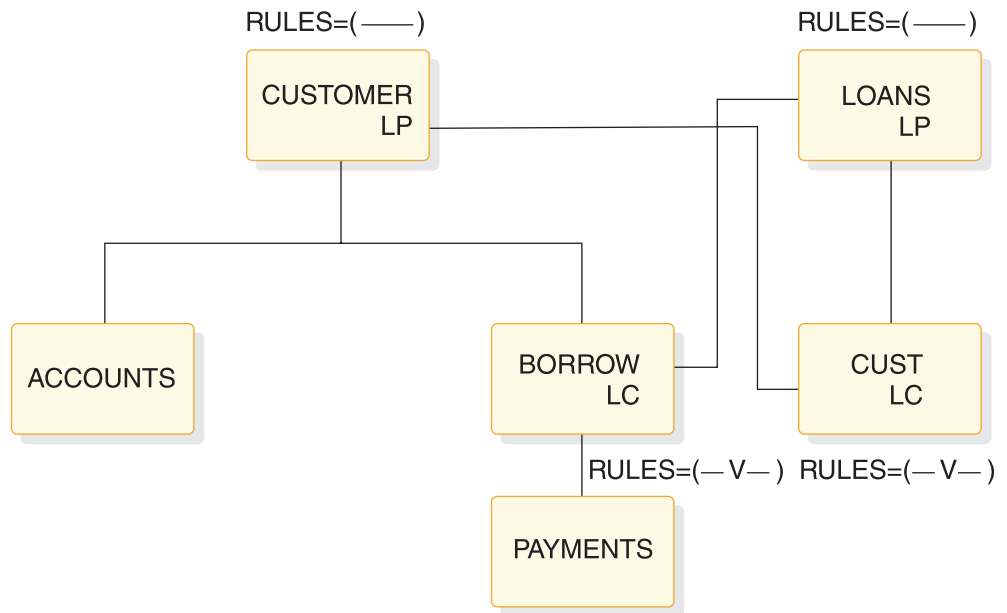 RULES=( —— )
RULES=( —— )
CUSTOMER
LP
LOANS
LP
ACCOUNTS
BORROW
LC
CUST
LC
RULES=(— V— )
RULES=(— V— )
PAYMENTS